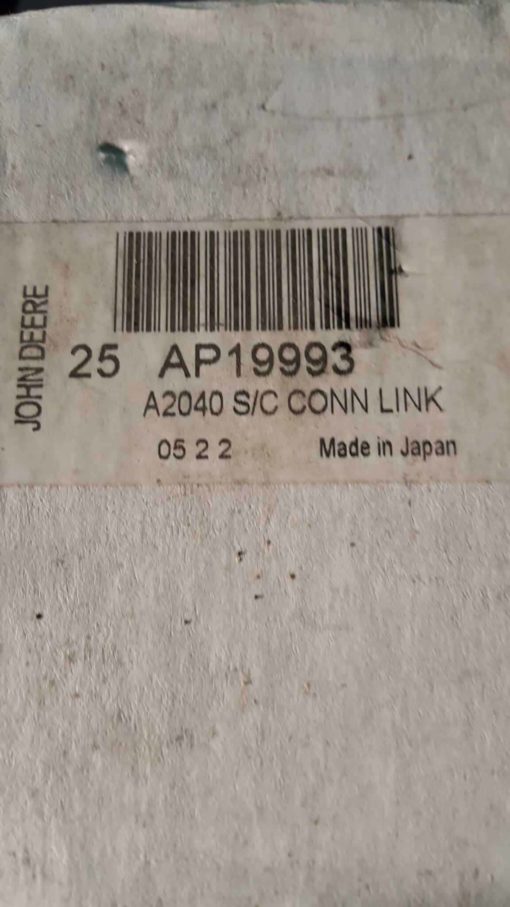 JOHN DEERE
25 AP19993
A2040 S/C CONN LINK
05 2 2 Made in Japan